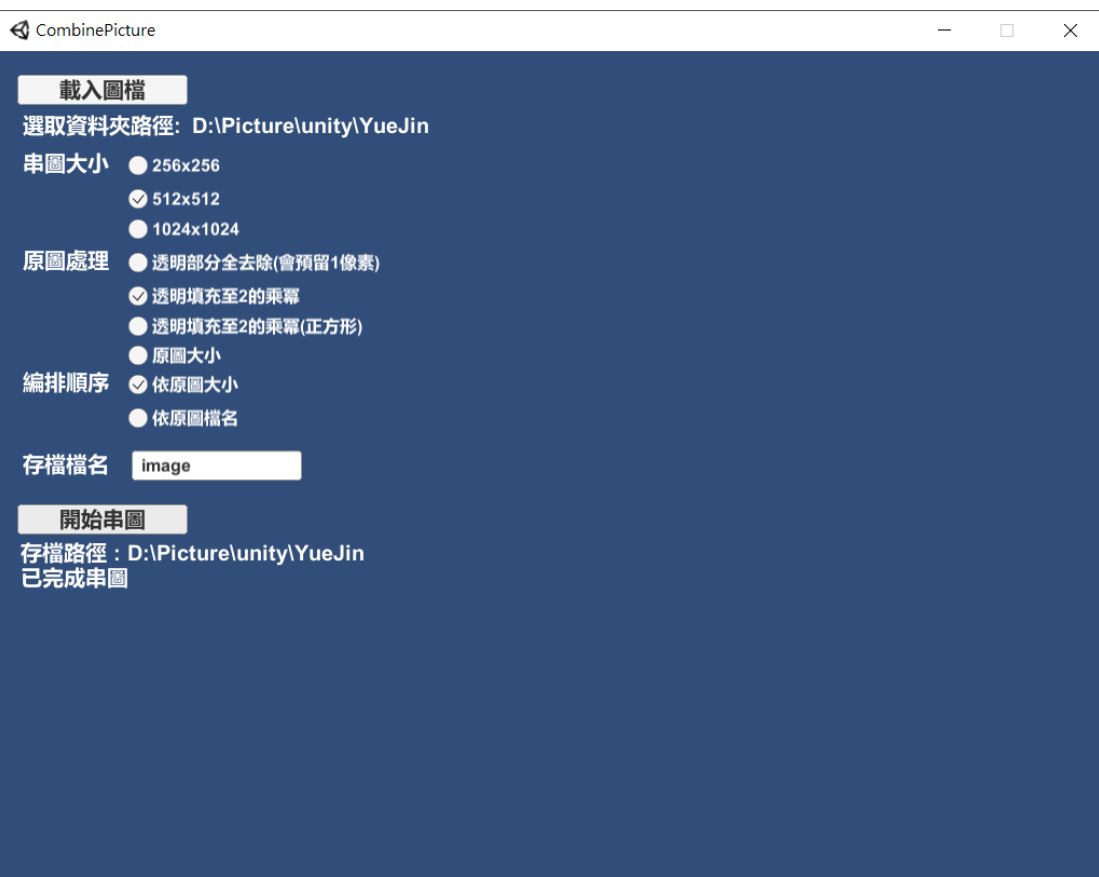 CombinePicture
載入圖檔
選取資料夾路徑: D:\Picture\unity\YueJin
串圖大小 256x256
512x512
1024x1024
原圖處理 透明部分全去除(會預留1像素)
透明填充至2的乘冪
透明填充至2的乘冪(正方形)
原圖大小
編排順序 依原圖大小
依原圖檔名
存檔檔名 image
開始串圖
存檔路徑 : D:\Picture\unity\YueJin
已完成串圖